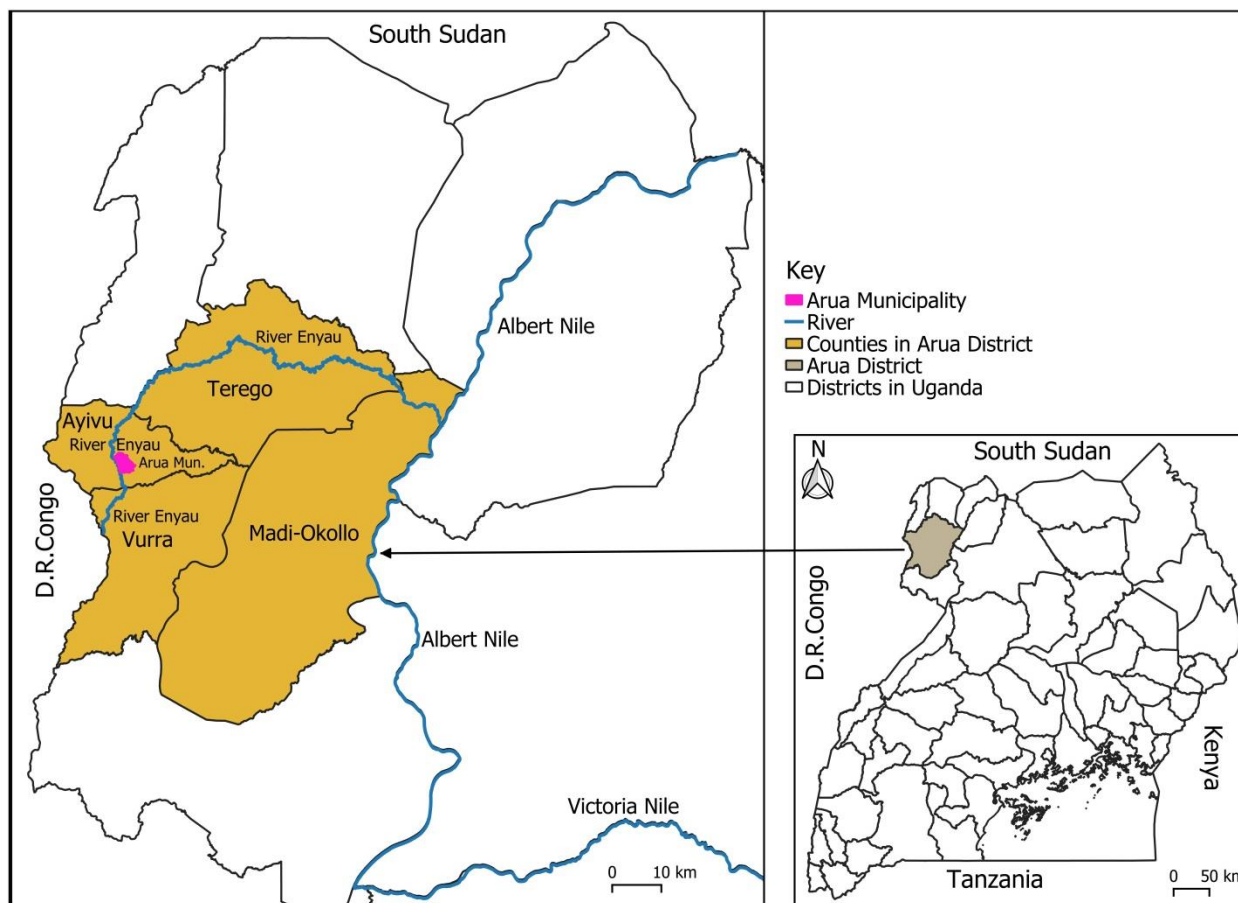 South Sudan
Albert Nile
River Enyau
Terego
Ayivu
River Enyau
Arua Mun.
River Enyau
Vurra
Madi-Okollo
D.R.Congo
Albert Nile
Victoria Nile
0 10 km
Key
Arua Municipality
River
Counties in Arua District
Arua District
Districts in Uganda
N
South Sudan
D.R.Congo
Kenya
Tanzania
0 50 km